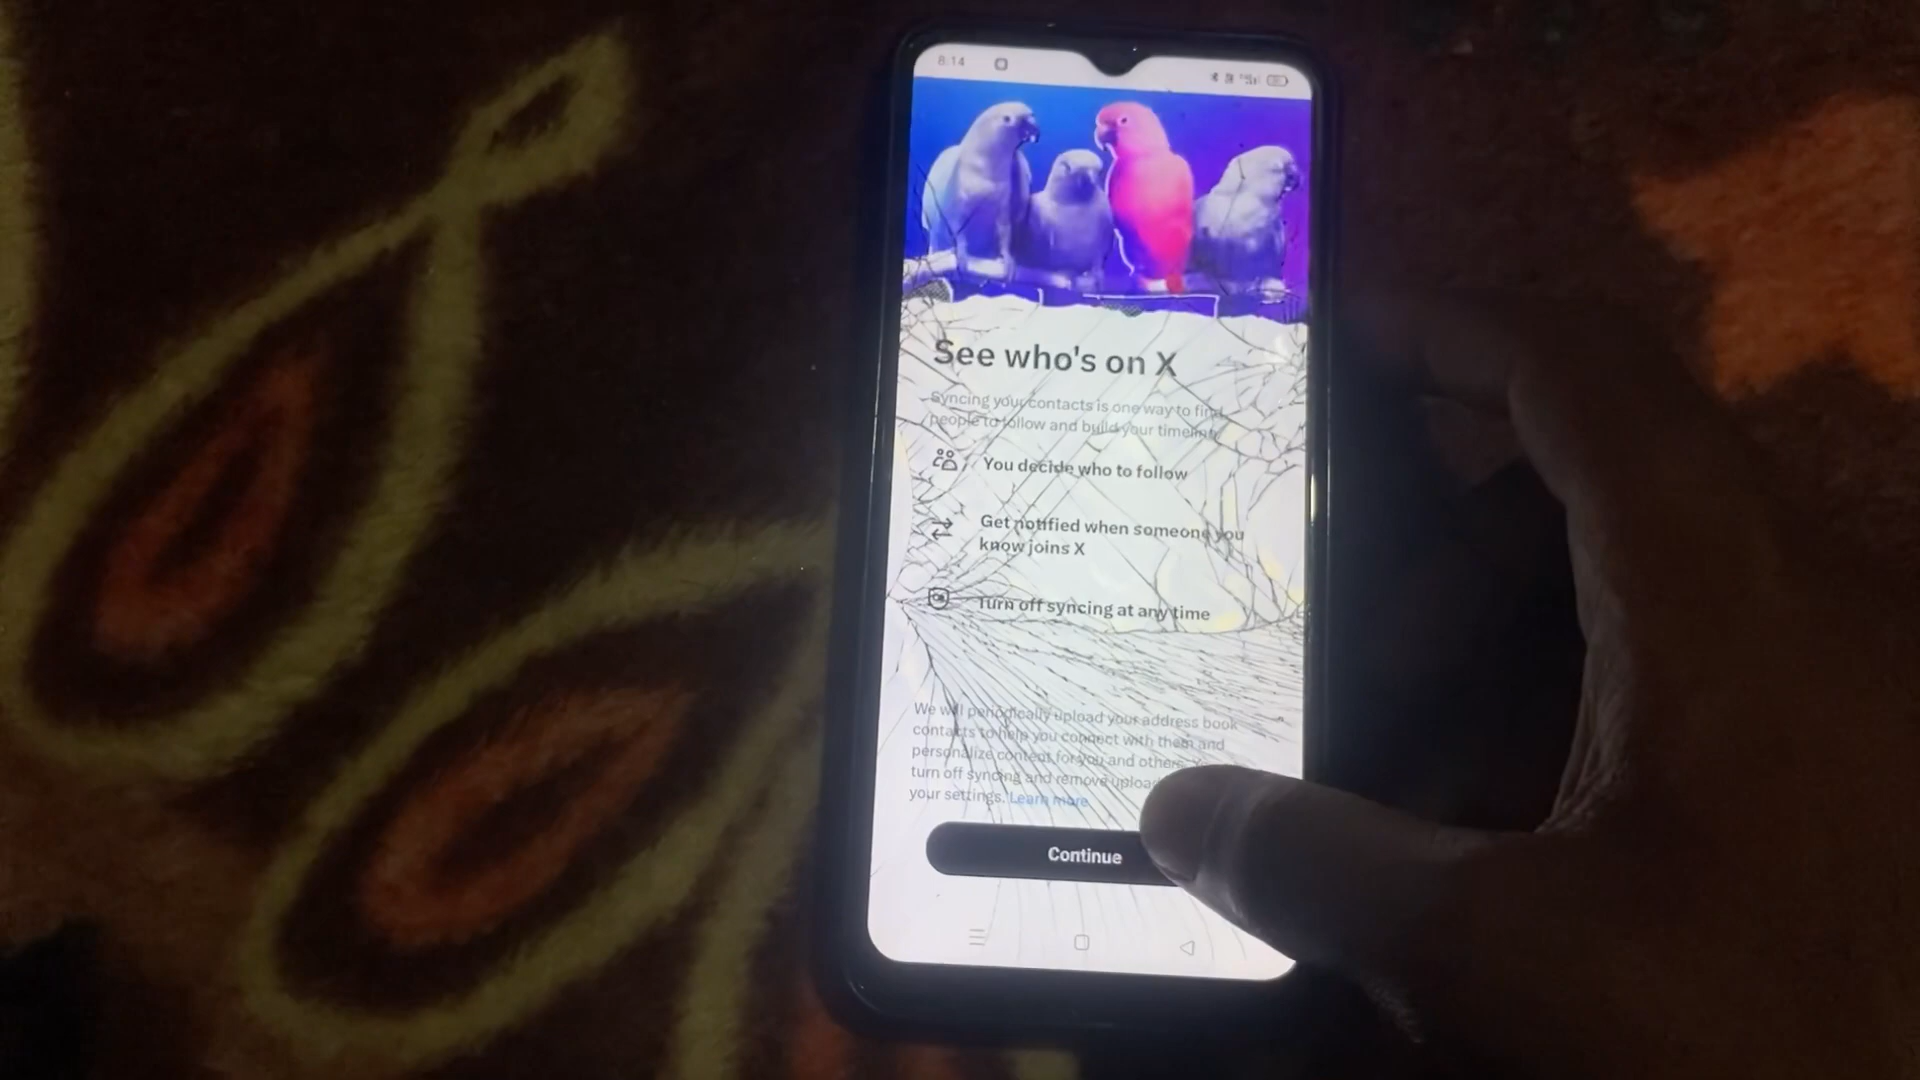 8.14
See who's on X
Syncing your contacts is one way to find
people to follow and build your timeline
You decide who to follow
Get notified when someone you
know joins X
Turn off syncing at any time
We will periodically upload your address book
contacts to help you connect with them and
personalize content for you and others.
turn off syncing and remove
your settings. Learn more
Continue